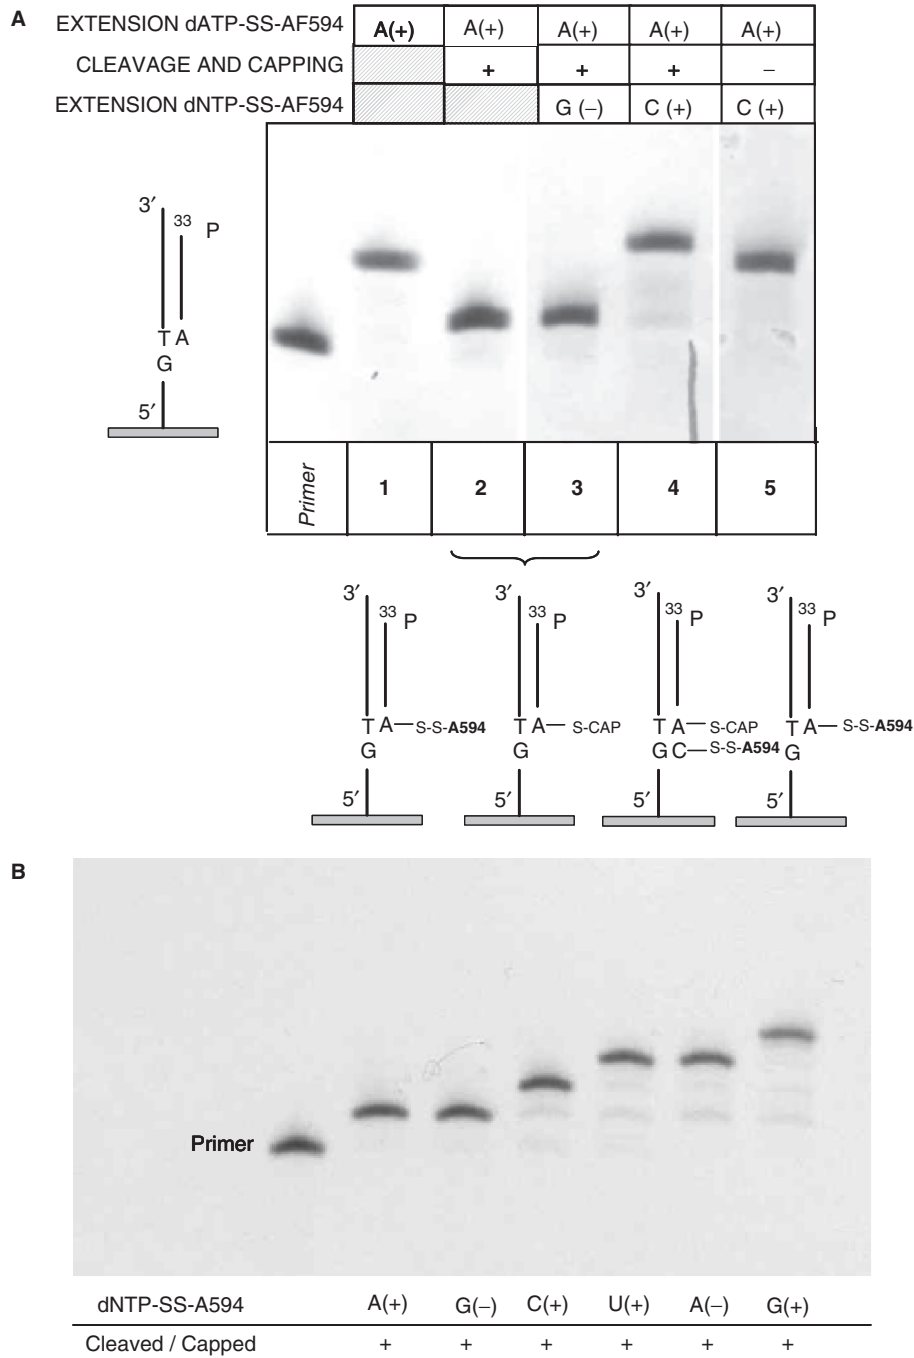 A
EXTENSION dATP-SS-AF594 A(+) A(+) A(+) A(+) A(+)
CLEAVAGE AND CAPPING + + + −
EXTENSION dNTP-SS-AF594 G (−) C (+) C (+)
3′ 33 P
T A
G
5′
Primer 1 2 3 4 5
3′ 33 P 3′ 33 P 3′ 33 P 3′ 33 P
T A S-S-A594 T A S-CAP T A S-CAP T A S-S-A594
G G G C S-S-A594 G
5′ 5′ 5′ 5′
B
Primer
dNTP-SS-A594 A(+) G(−) C(+) U(+) A(−) G(+)
Cleaved / Capped + + + + + +